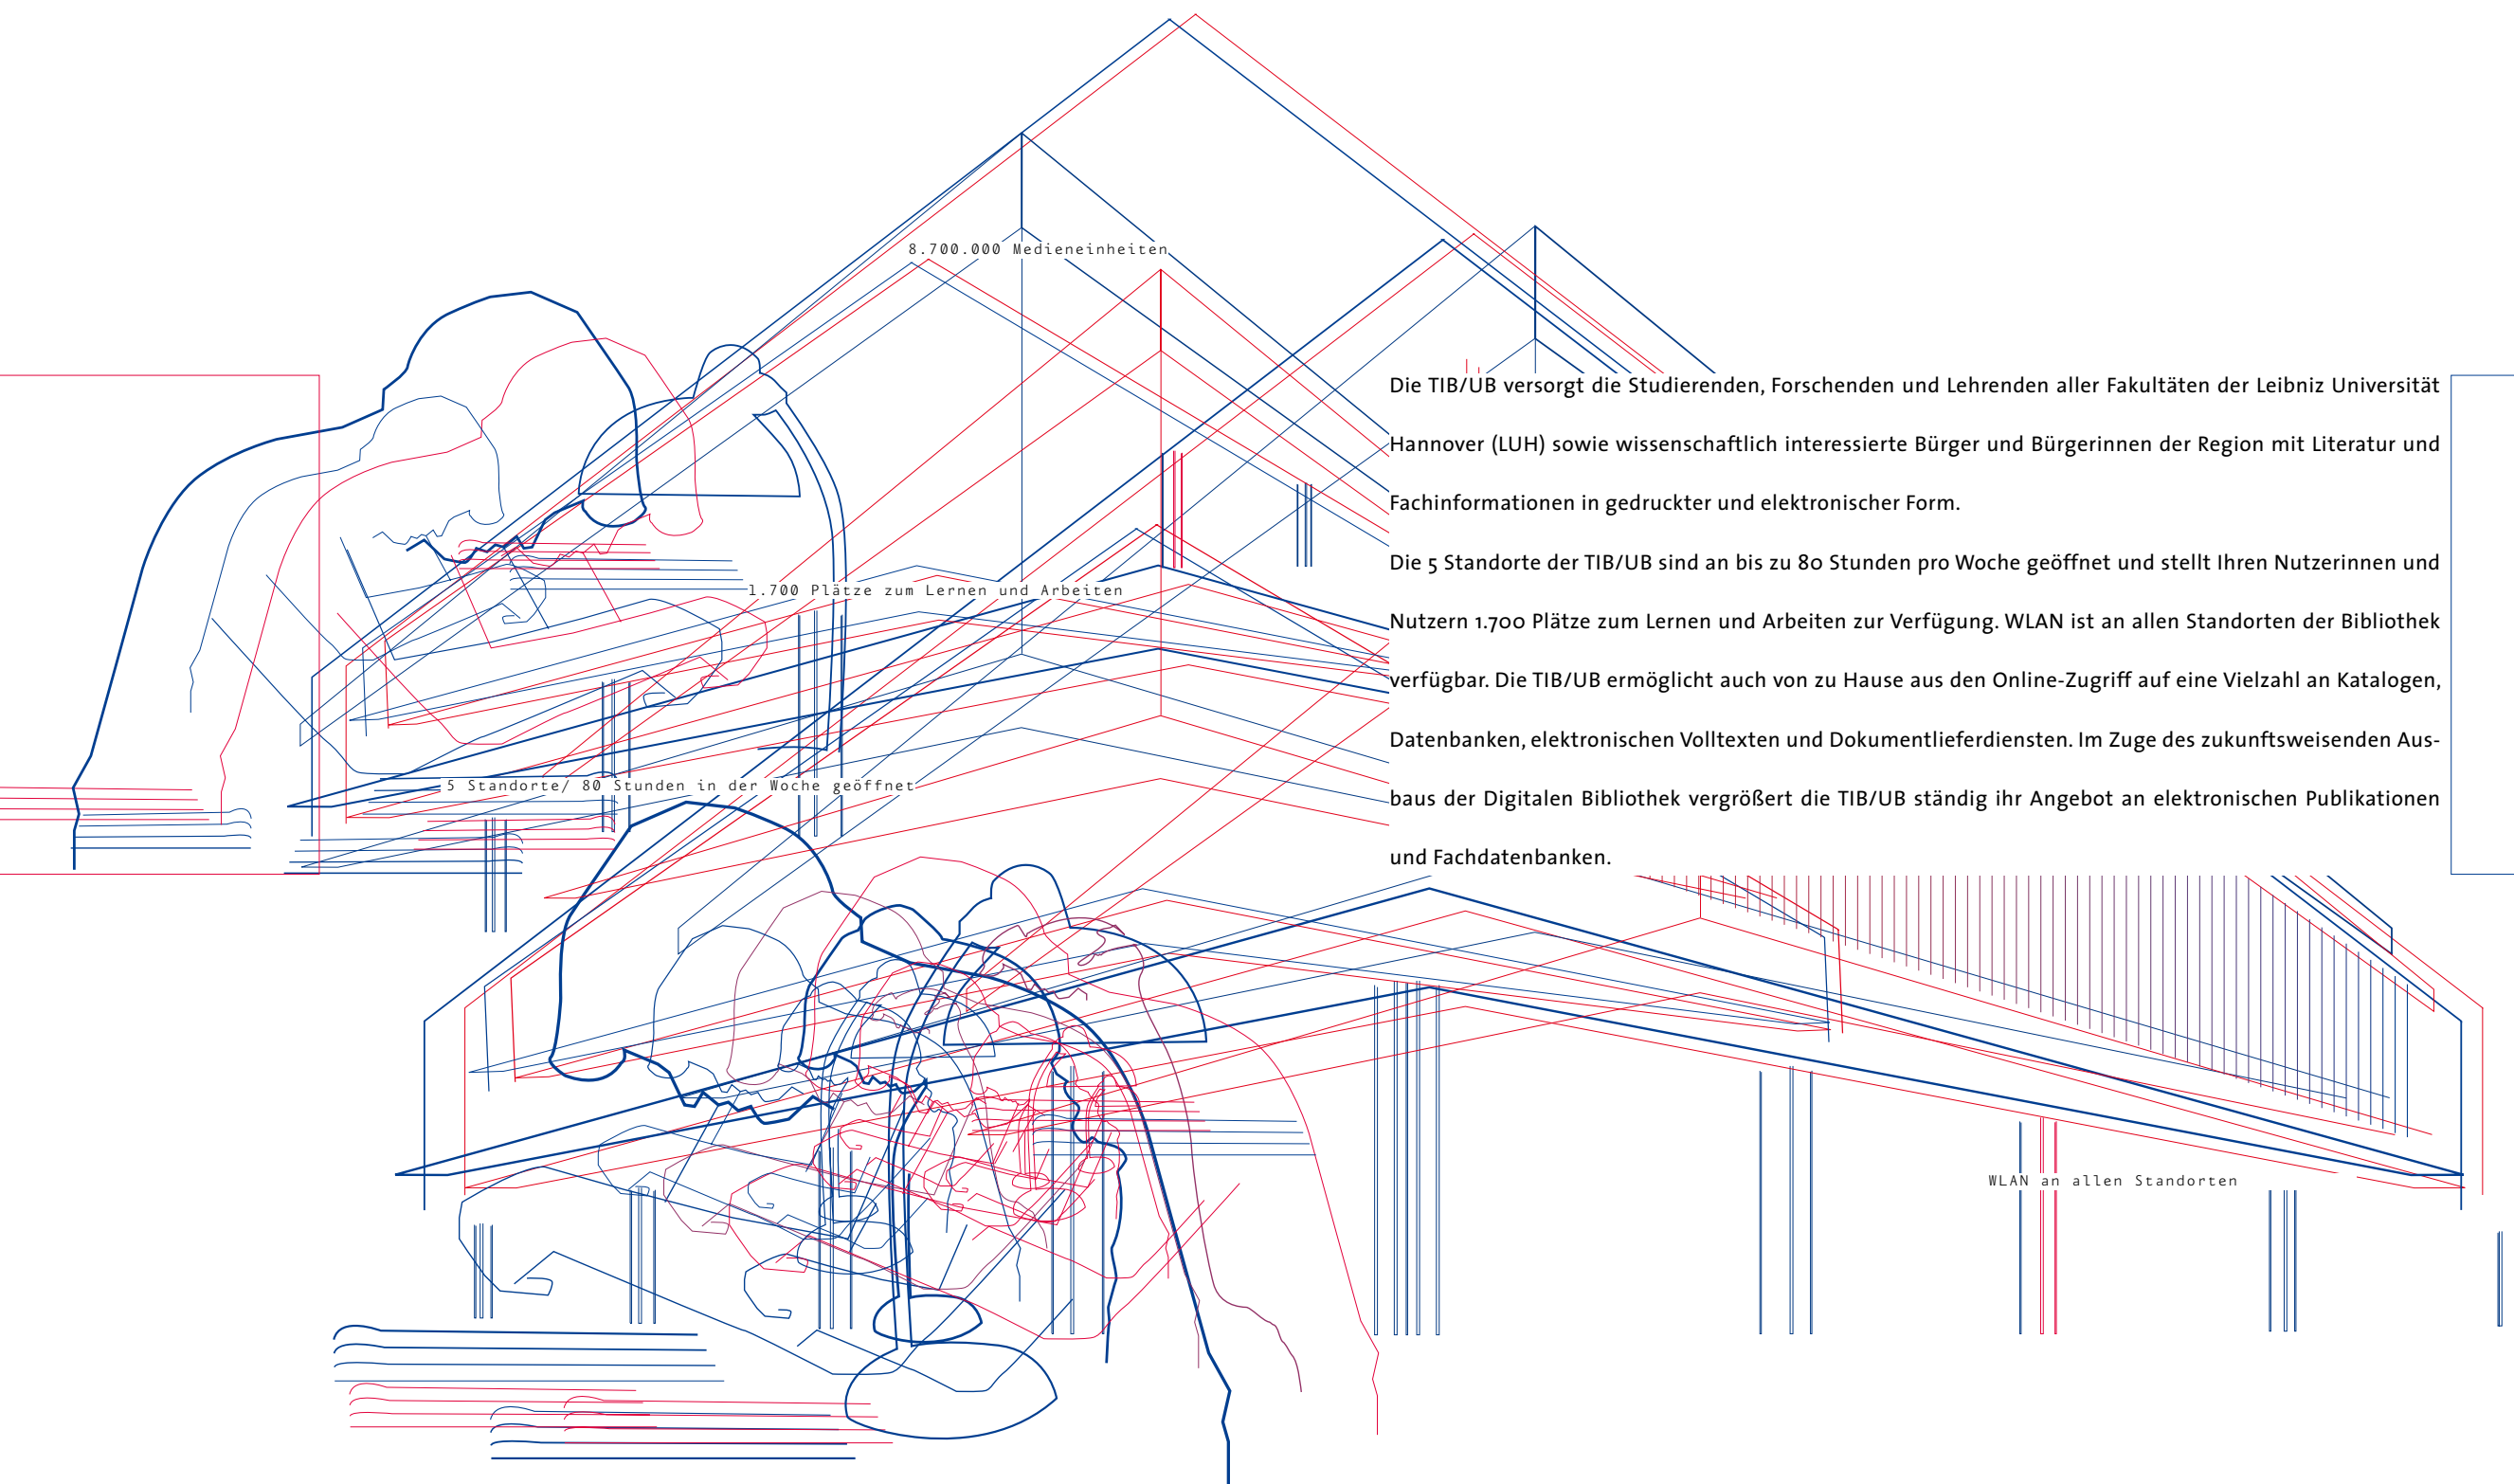 8.700.000 Medieneinheiten
Die TIB/UB versorgt die Studierenden, Forschenden und Lehrenden aller Fakultäten der Leibniz Universität
Hannover (LUH) sowie wissenschaftlich interessierte Bürger und Bürgerinnen der Region mit Literatur und
Fachinformationen in gedruckter und elektronischer Form.
Die 5 Standorte der TIB/UB sind an bis zu 80 Stunden pro Woche geöffnet und stellt Ihren Nutzerinnen und
Nutzern 1.700 Plätze zum Lernen und Arbeiten zur Verfügung. WLAN ist an allen Standorten der Bibliothek
verfügbar. Die TIB/UB ermöglicht auch von zu Hause aus den Online-Zugriff auf eine Vielzahl an Katalogen,
Datenbanken, elektronischen Volltexten und Dokumentlieferdiensten. Im Zuge des zukunftsweisenden Aus-
baus der Digitalen Bibliothek vergrößert die TIB/UB ständig ihr Angebot an elektronischen Publikationen
und Fachdatenbanken.
1.700 Plätze zum Lernen und Arbeiten
5 Standorte/ 80 Stunden in der Woche geöffnet
WLAN an allen Standorten